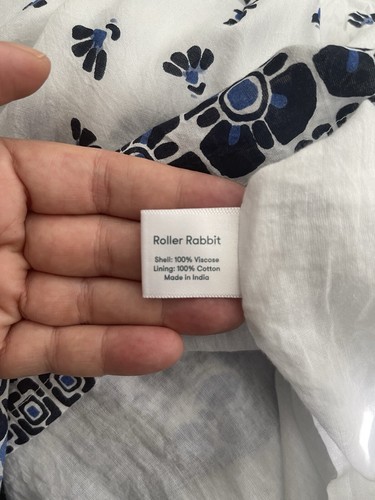 Roller Rabbit
Shell: 100% Viscose
Lining: 100% Cotton
Made in India